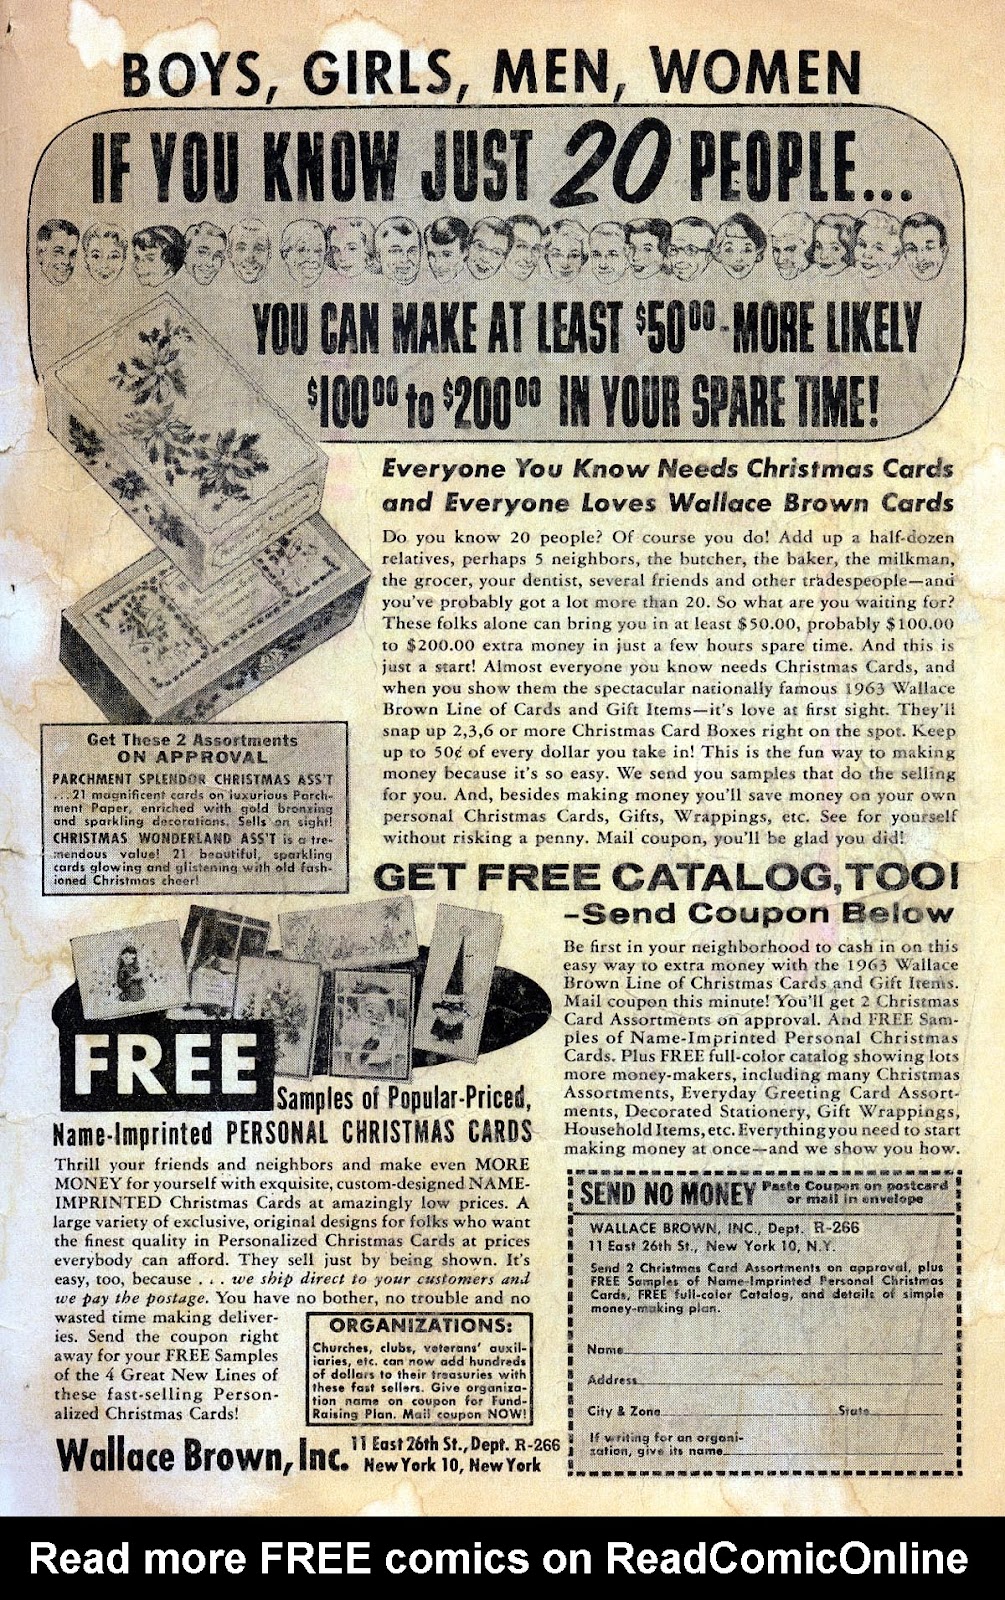 BOYS, GIRLS, MEN, WOMEN
IF YOU KNOW JUST 20 PEOPLE...
YOU CAN MAKE AT LEAST $50.00-MORE LIKELY
$100.00 to $200.00 IN YOUR SPARE TIME!
Everyone You Know Needs Christmas Cards
and Everyone Loves Wallace Brown Cards
Do you know 20 people? Of course you do! Add up a half-dozen
relatives, perhaps 5 neighbors, the butcher, the baker, the milkman,
the grocer, your dentist, several friends and other tradespeople—and
you've probably got a lot more than 20. So what are you waiting for?
These folks alone can bring you in at least $50.00, probably $100.00
to $200.00 extra money in just a few hours spare time. And this is
just a start! Almost everyone you know needs Christmas Cards, and
when you show them the spectacular nationally famous 1963 Wallace
Brown Line of Cards and Gift Items—it's love at first sight. They'll
snap up 2,3,6 or more Christmas Card Boxes right on the spot. Keep
up to 50¢ of every dollar you take in! This is the fun way to making
money because it's so easy. We send you samples that do the selling
for you. And, besides making money you'll save money on your own
personal Christmas Cards, Gifts, Wrappings, etc. See for yourself
without risking a penny. Mail coupon, you'll be glad you did!
Get These 2 Assortments
ON APPROVAL
PARCHMENT SPLENDOR CHRISTMAS ASS'T
...21 magnificent cards on luxurious Parch-
ment Paper, enriched with gold bronzing
and sparkling decorations. Sells on sight!
CHRISTMAS WONDERLAND ASS'T is a tre-
mendous value! 21 beautiful, sparkling
cards glowing and glistening with old fash-
ioned Christmas cheer!
GET FREE CATALOG, TOO!
-Send Coupon Below
Be first in your neighborhood to cash in on this
easy way to extra money with the 1963 Wallace
Brown Line of Christmas Cards and Gift Items.
Mail coupon this minute! You'll get 2 Christmas
Card Assortments on approval. And FREE Sam-
ples of Name-Imprinted Personal Christmas
Cards. Plus FREE full-color catalog showing lots
more money-makers, including many Christmas
Assortments, Everyday Greeting Card Assort-
ments, Decorated Stationery, Gift Wrappings,
Household Items, etc. Everything you need to start
making money at once—and we show you how.
FREE
Samples of Popular-Priced,
Name-Imprinted PERSONAL CHRISTMAS CARDS
Thrill your friends and neighbors and make even MORE
MONEY for yourself with exquisite, custom-designed NAME-
IMPRINTED Christmas Cards at amazingly low prices. A
large variety of exclusive, original designs for folks who want
the finest quality in Personalized Christmas Cards at prices
everybody can afford. They sell just by being shown. It's
easy, too, because . . . we ship direct to your customers and
we pay the postage. You have no bother, no trouble and no
wasted time making deliver-
ies. Send the coupon right
away for your FREE Samples
of the 4 Great New Lines of
these fast-selling Person-
alized Christmas Cards!
ORGANIZATIONS:
Churches, clubs, veterans' auxil-
iaries, etc. can now add hundreds
of dollars to their treasuries with
these fast sellers. Give organiza-
tion name on coupon for Fund-
Raising Plan. Mail coupon NOW!
Wallace Brown, Inc. 11 East 26th St., Dept. R-266
New York 10, New York
SEND NO MONEY Paste Coupon on postcard
or mail in envelope
WALLACE BROWN, INC., Dept. R-266
11 East 26th St., New York 10, N.Y.
Send 2 Christmas Card Assortments on approval, plus
FREE Samples of Name-Imprinted Personal Christmas
Cards, FREE full-color Catalog, and details of simple
money-making plan.
Name
Address
City & Zone State
If writing for an organi-
zation, give its name
Read more FREE comics on ReadComicOnline